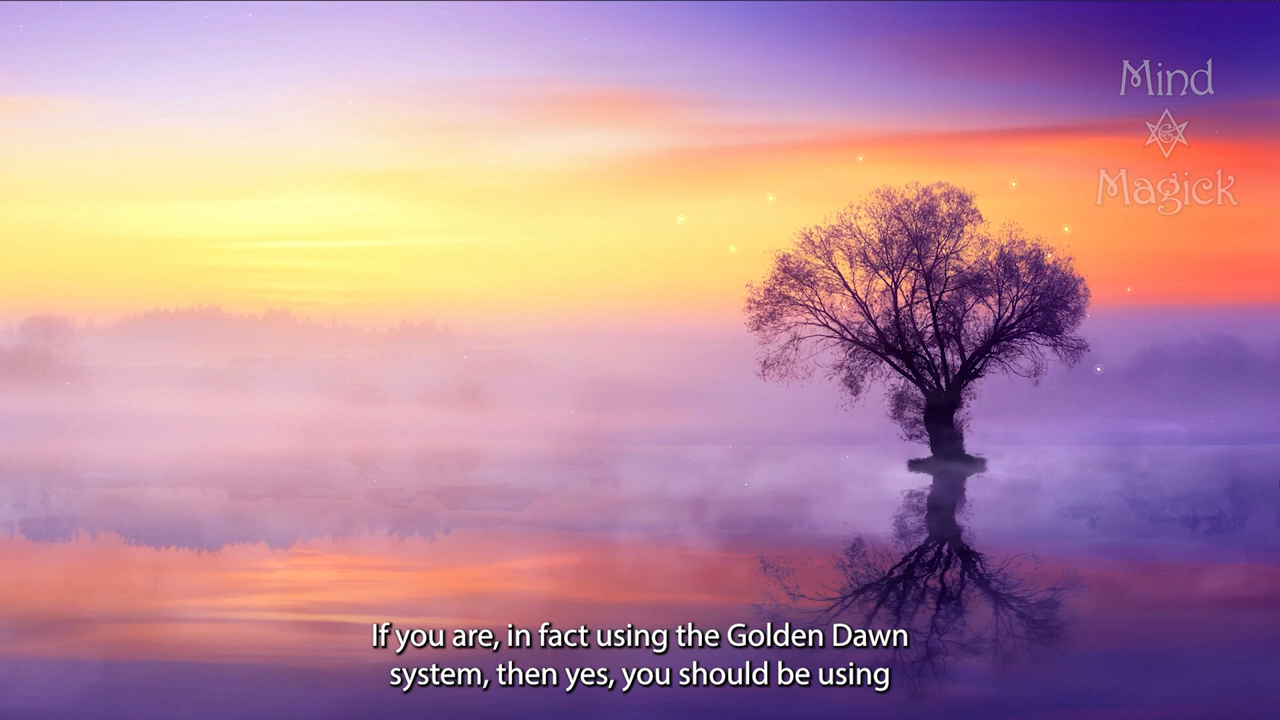 Mind
Magick
If you are, in fact using the Golden Dawn
system, then yes, you should be using